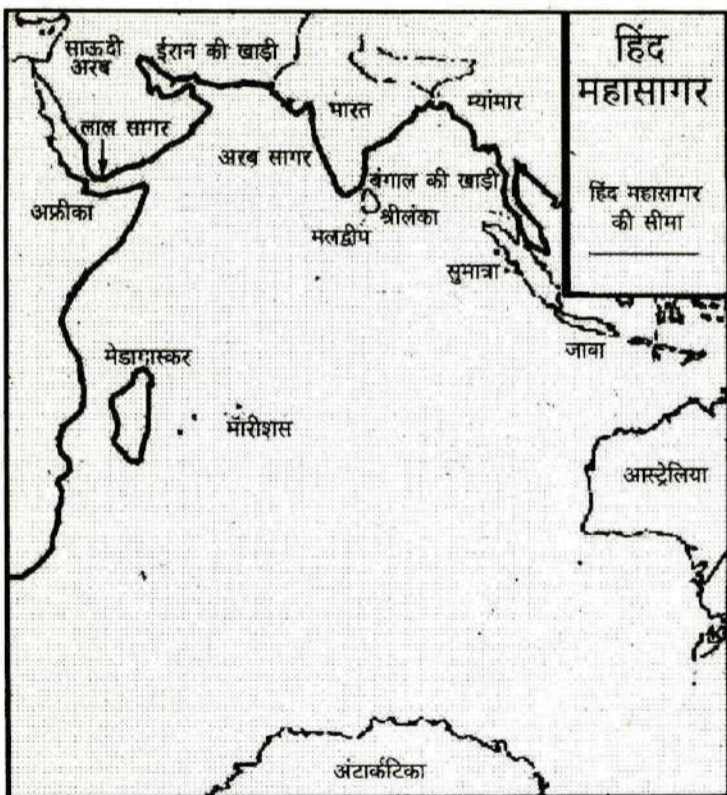 हिंद
महासागर
हिंद महासागर
की सीमा
साऊदी
अरब
ईरान की खाड़ी
भारत
म्यांमार
लाल सागर
अरब सागर
बंगाल की खाड़ी
अफ्रीका
श्रीलंका
मलद्वीप
सुमात्रा
जावा
मेडागास्कर
मॉरीशस
आस्ट्रेलिया
अंटार्कटिका